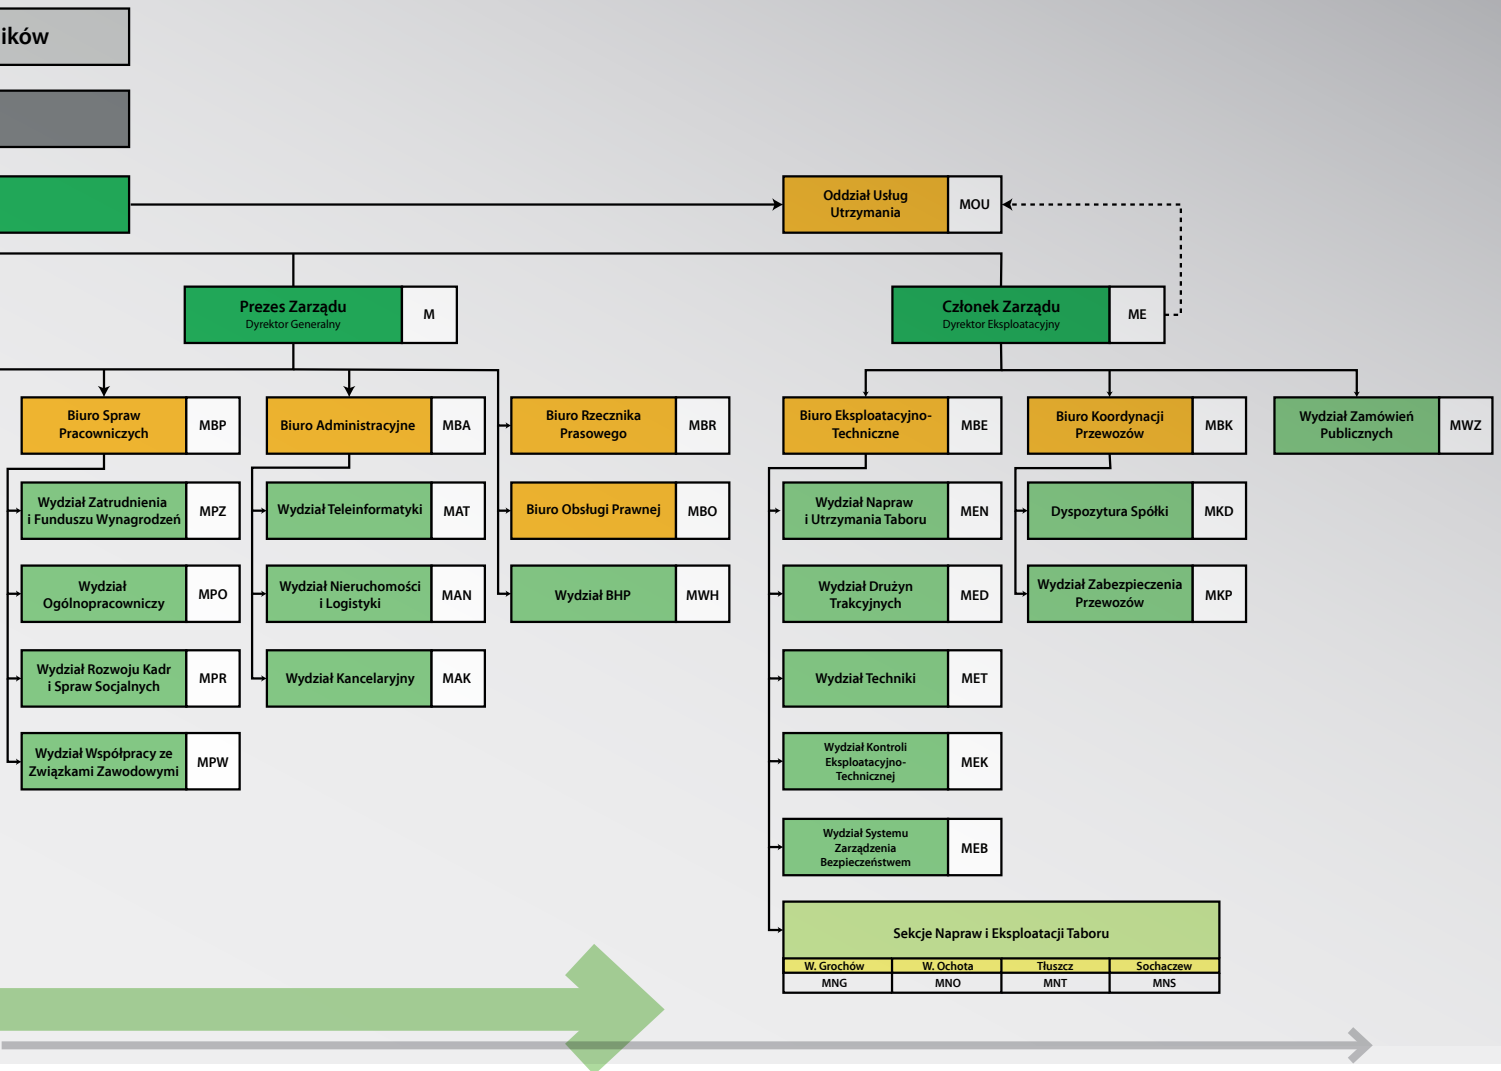 ików
Oddział Usług
Utrzymania
MOU
Prezes Zarządu
Dyrektor Generalny
M
Członek Zarządu
Dyrektor Eksploatacyjny
ME
Biuro Spraw
Pracowniczych
MBP
Biuro Administracyjne
MBA
Biuro Rzecznika
Prasowego
MBR
Biuro Eksploatacyjno-
Techniczne
MBE
Biuro Koordynacji
Przewozów
MBK
Wydział Zamówień
Publicznych
MWZ
Wydział Zatrudnienia
i Funduszu Wynagrodzeń
MPZ
Wydział Teleinformatyki
MAT
Biuro Obsługi Prawnej
MBO
Wydział Napraw
i Utrzymania Taboru
MEN
Dyspozytura Spółki
MKD
Wydział
Ogólnopracowniczy
MPO
Wydział Nieruchomości
i Logistyki
MAN
Wydział BHP
MWH
Wydział Drużyn
Trakcyjnych
MED
Wydział Zabezpieczenia
Przewozów
MKP
Wydział Rozwoju Kadr
i Spraw Socjalnych
MPR
Wydział Kancelaryjny
MAK
Wydział Techniki
MET
Wydział Współpracy ze
Związkami Zawodowymi
MPW
Wydział Kontroli
Eksploatacyjno-
Technicznej
MEK
Wydział Systemu
Zarządzenia
Bezpieczeństwem
MEB
Sekcje Napraw i Eksploatacji Taboru
W. Grochów
W. Ochota
Tłuszcz
Sochaczew
MNG
MNO
MNT
MNS